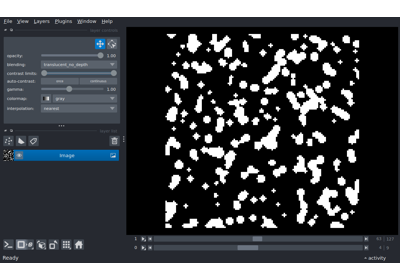 File View Layers Plugins Window Help
opacity: 1.00
blending: translucent_no_depth
contrast limits:
auto-contrast: once continuous
gamma: 1.00
colormap: gray
interpolation: nearest
Image
1
0
Ready
activity